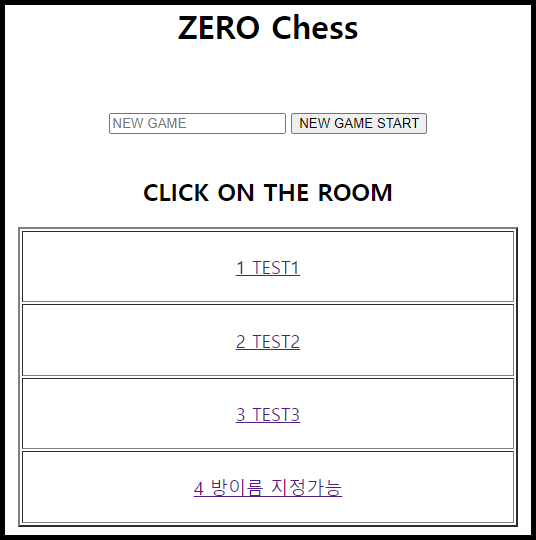 ZERO Chess
NEW GAME NEW GAME START
CLICK ON THE ROOM
1 TEST1
2 TEST2
3 TEST3
4 방이름 지정가능